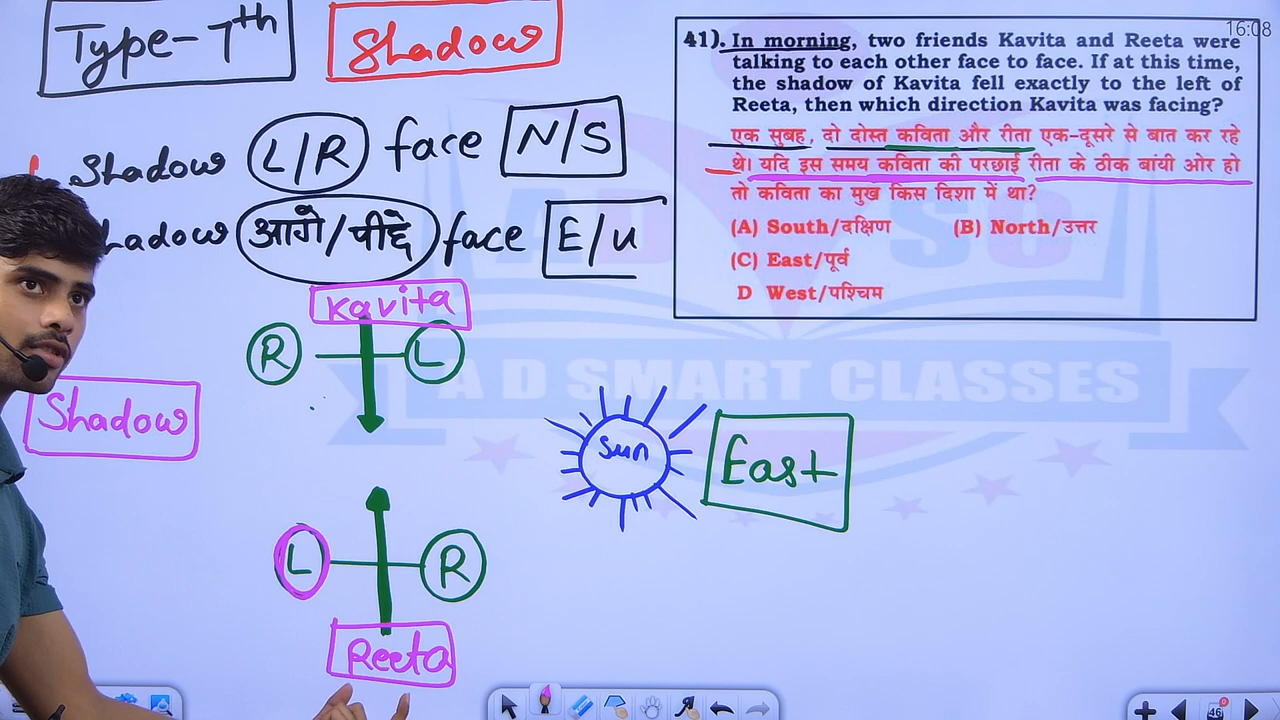 Type-7th
Shadow
16:08
Shadow L/R face N/S
hadow आगे/पीछे face E/W
41). In morning, two friends Kavita and Reeta were
talking to each other face to face. If at this time,
the shadow of Kavita fell exactly to the left of
Reeta, then which direction Kavita was facing?
एक सुबह, दो दोस्त कविता और रीता एक-दूसरे से बात कर रहे
थे। यदि इस समय कविता की परछाई रीता के ठीक बांयी ओर हो
तो कविता का मुख किस दिशा में था?
(A) South/दक्षिण (B) North/उत्तर
(C) East/पूर्व
D West/पश्चिम
Kavita
R L
Shadow
A D SMART CLASSES
Sun
East
L R
Reeta
46